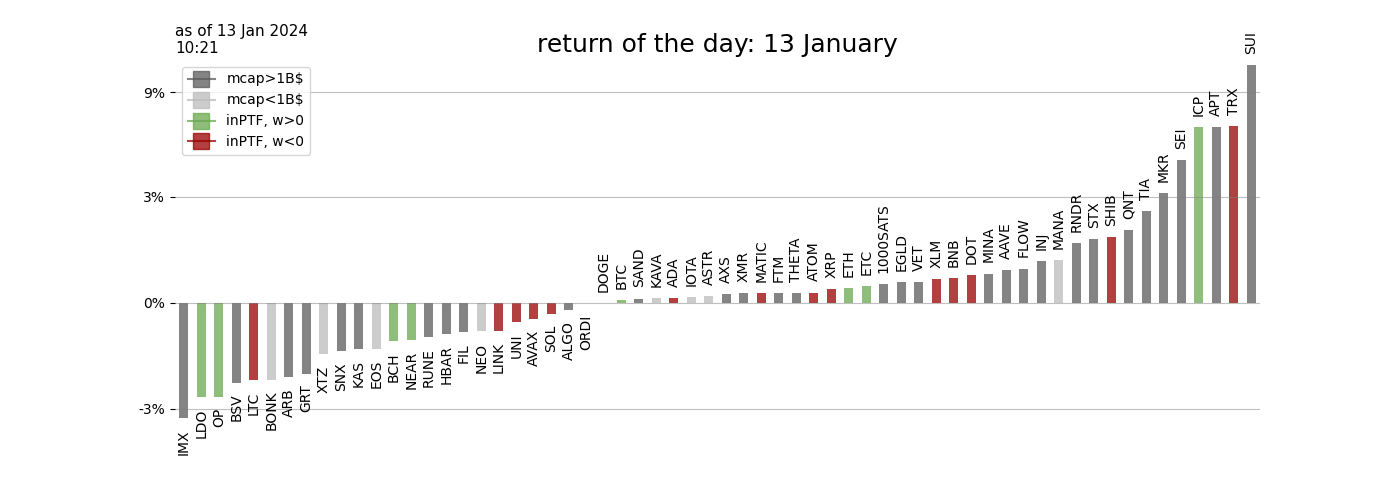 as of 13 Jan 2024
10:21
return of the day: 13 January
mcap>1B$
mcap<1B$
inPTF, w>0
inPTF, w<0
9%
3%
0%
-3%
IMX
LDO
OP
BSV
LTC
BONK
ARB
GRT
XTZ
SNX
KAS
EOS
BCH
NEAR
RUNE
HBAR
FIL
NEO
LINK
UNI
AVAX
SOL
ALGO
ORDI
DOGE
BTC
SAND
KAVA
ADA
IOTA
ASTR
AXS
XMR
MATIC
FTM
THETA
ATOM
XRP
ETH
ETC
1000SATS
EGLD
VET
XLM
BNB
DOT
MINA
AAVE
FLOW
INJ
MANA
RNDR
STX
SHIB
QNT
TIA
MKR
SEI
ICP
APT
TRX
SUI